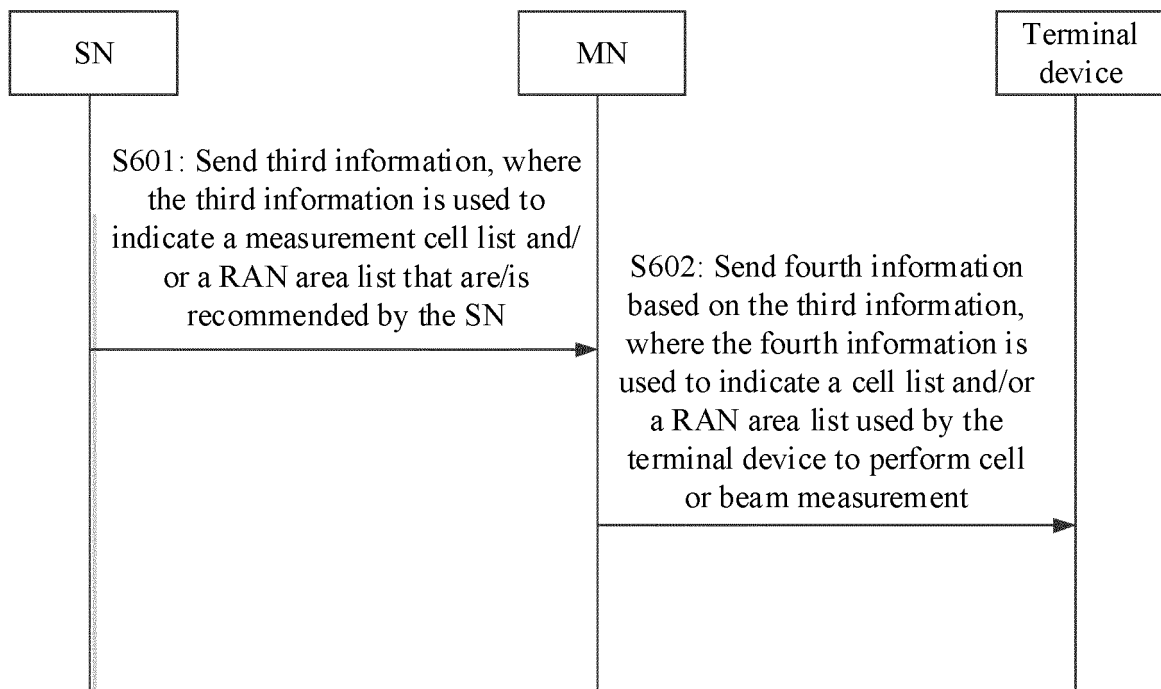 SN
MN
Terminal
device
S601: Send third information, where
the third information is used to
indicate a measurement cell list and/
or a RAN area list that are/is
recommended by the SN
S602: Send fourth information
based on the third information,
where the fourth information is
used to indicate a cell list and/or
a RAN area list used by the
terminal device to perform cell
or beam measurement